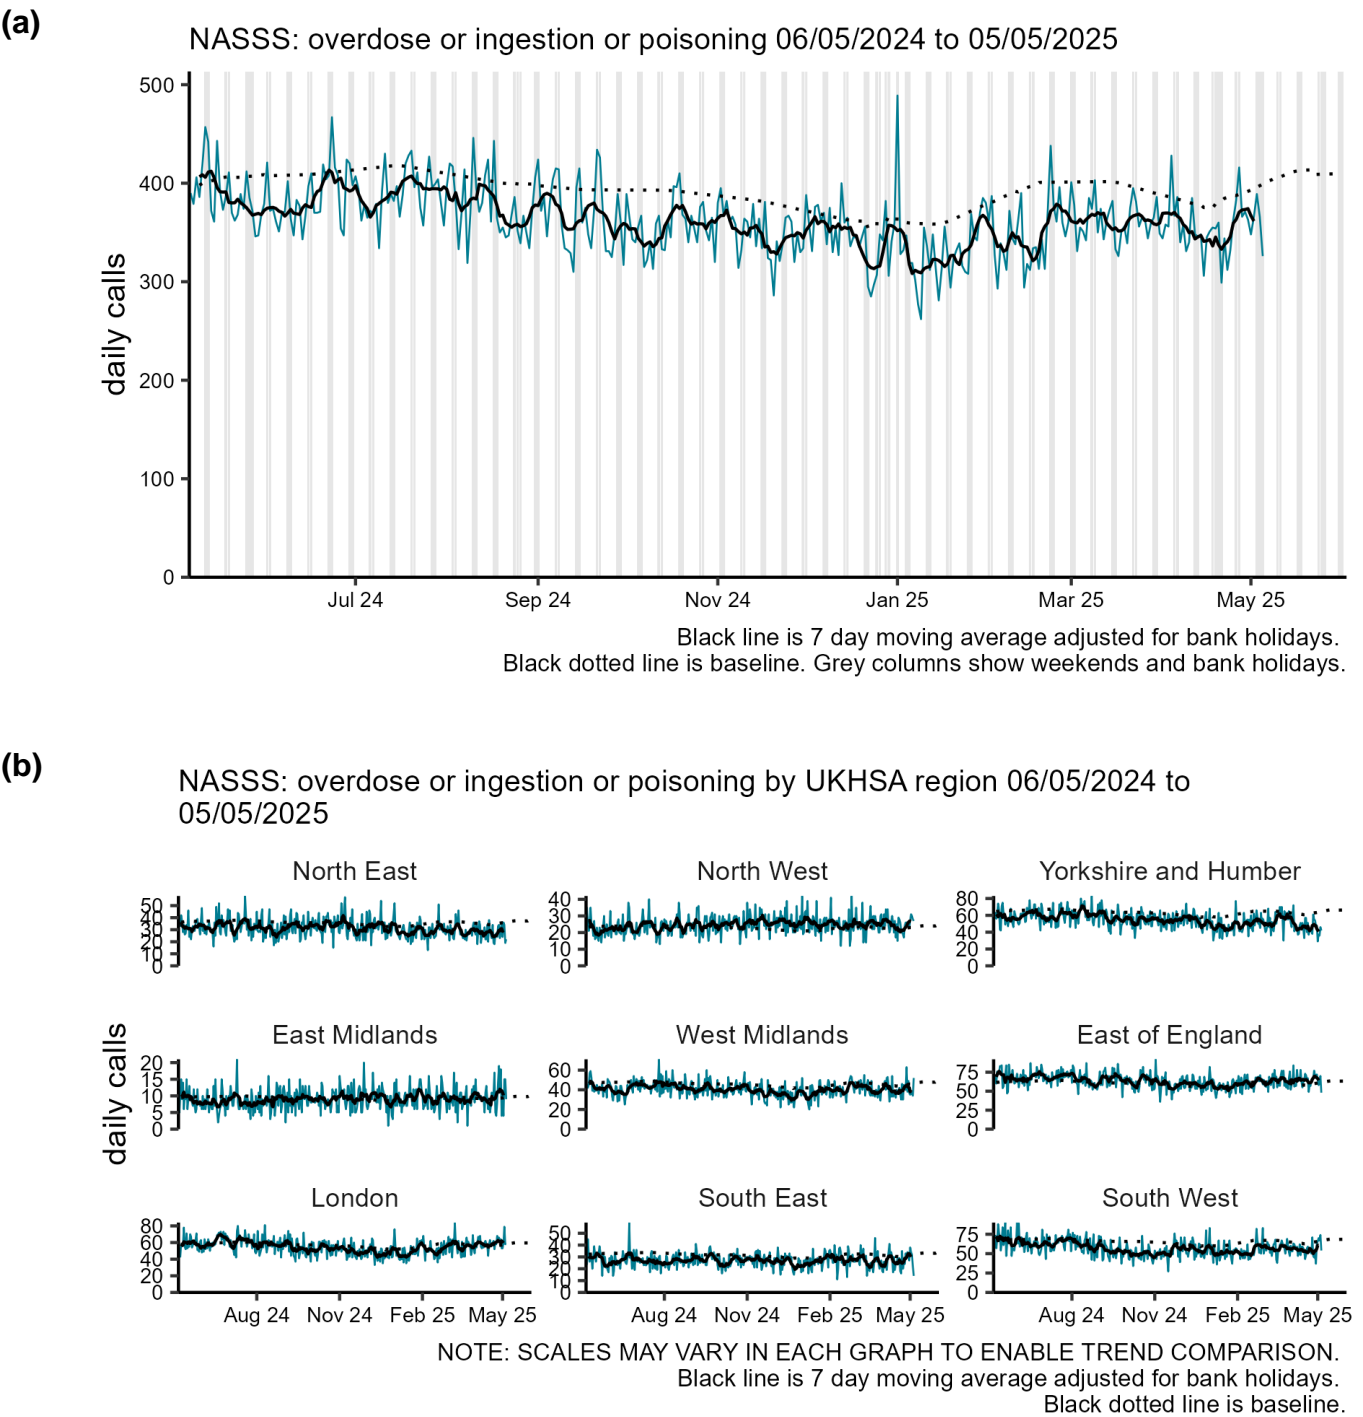 (a)
NASSS: overdose or ingestion or poisoning 06/05/2024 to 05/05/2025
daily calls
500
400
300
200
100
0
Jul 24 Sep 24 Nov 24 Jan 25 Mar 25 May 25
Black line is 7 day moving average adjusted for bank holidays.
Black dotted line is baseline. Grey columns show weekends and bank holidays.
(b)
NASSS: overdose or ingestion or poisoning by UKHSA region 06/05/2024 to
05/05/2025
daily calls
North East
50
40
30
20
10
0
North West
40
30
20
10
0
Yorkshire and Humber
80
60
40
20
0
East Midlands
20
15
10
5
0
West Midlands
60
40
20
0
East of England
75
50
25
0
London
80
60
40
20
0
South East
50
40
30
20
10
0
South West
75
50
25
0
Aug 24 Nov 24 Feb 25 May 25 Aug 24 Nov 24 Feb 25 May 25 Aug 24 Nov 24 Feb 25 May 25
NOTE: SCALES MAY VARY IN EACH GRAPH TO ENABLE TREND COMPARISON.
Black line is 7 day moving average adjusted for bank holidays.
Black dotted line is baseline.